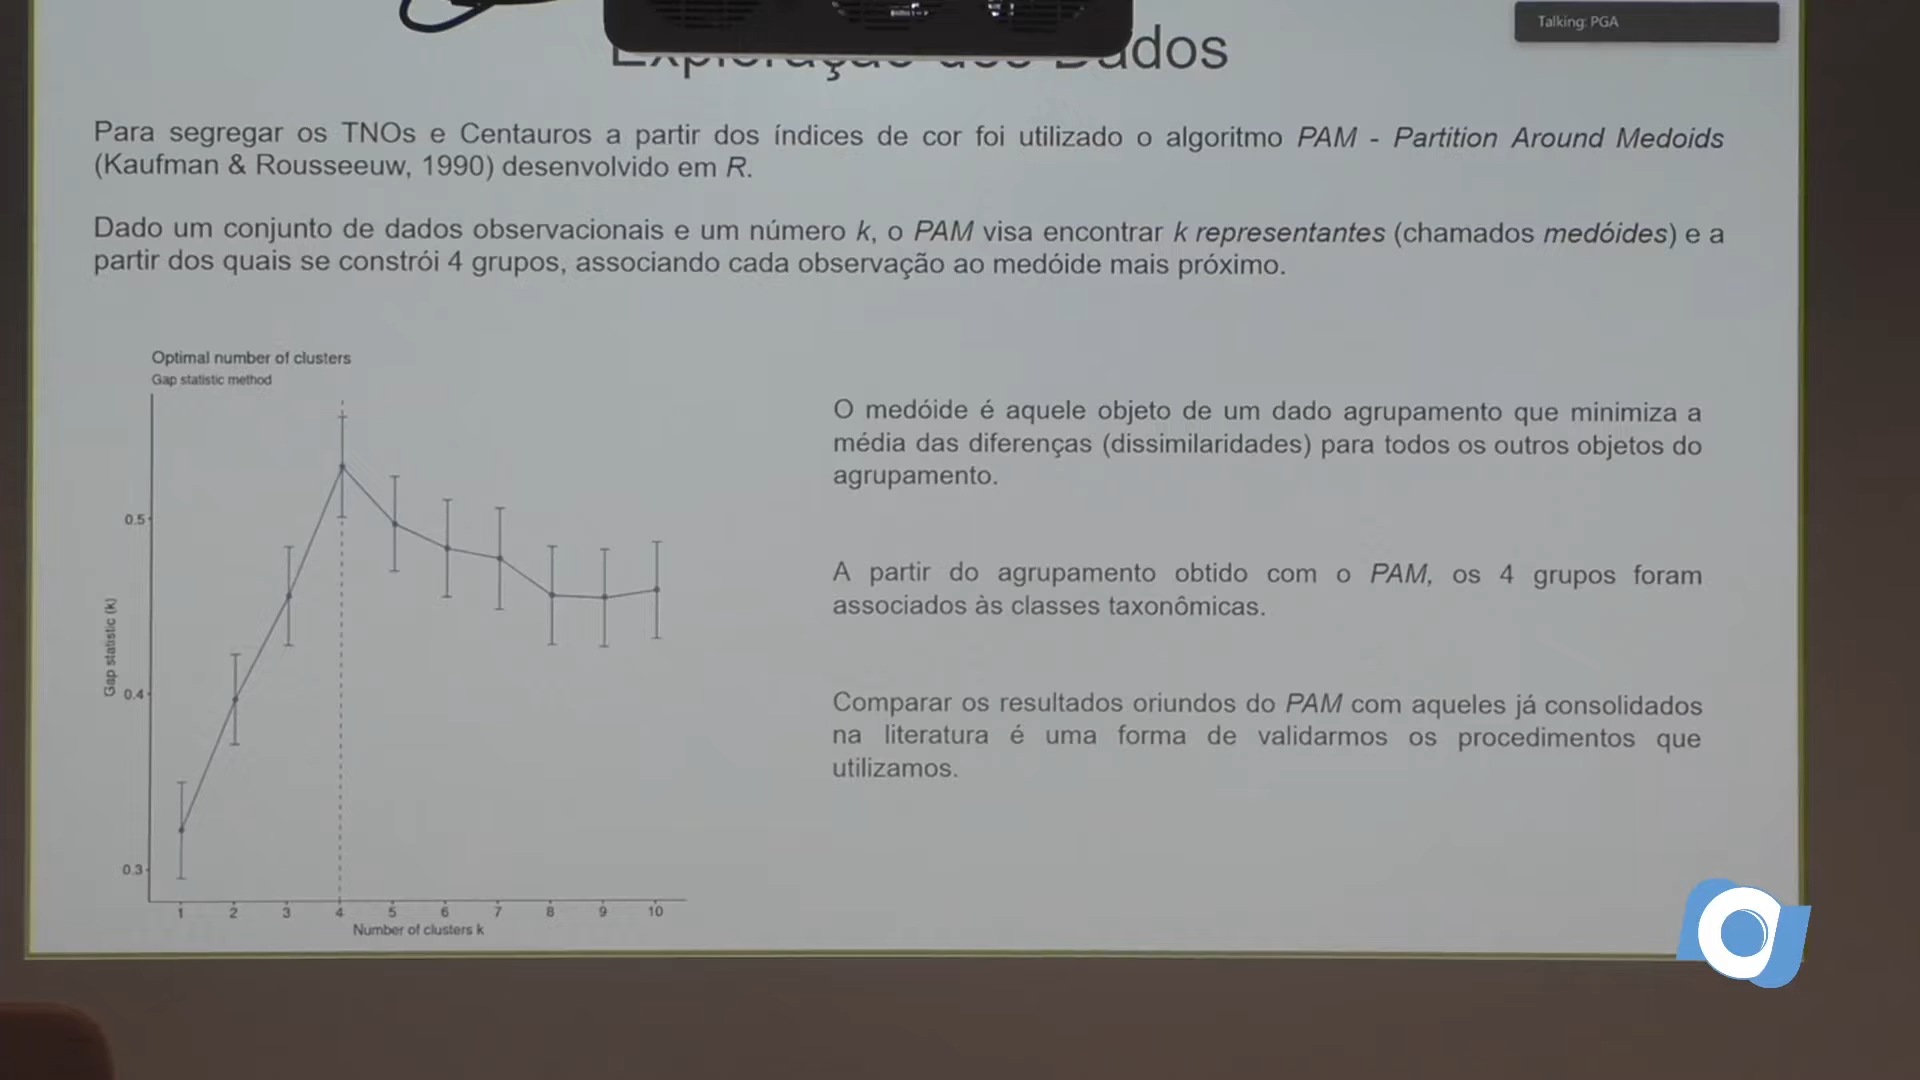 Talking: PGA
Exploração dos Dados
Para segregar os TNOs e Centauros a partir dos índices de cor foi utilizado o algoritmo PAM - Partition Around Medoids
(Kaufman & Rousseeuw, 1990) desenvolvido em R.
Dado um conjunto de dados observacionais e um número k, o PAM visa encontrar k representantes (chamados medóides) e a
partir dos quais se constrói 4 grupos, associando cada observação ao medóide mais próximo.
Optimal number of clusters
Gap statistic method
0.5
0.4
0.3
Gap statistic (k)
1 2 3 4 5 6 7 8 9 10
Number of clusters k
O medóide é aquele objeto de um dado agrupamento que minimiza a
média das diferenças (dissimilaridades) para todos os outros objetos do
agrupamento.
A partir do agrupamento obtido com o PAM, os 4 grupos foram
associados às classes taxonômicas.
Comparar os resultados oriundos do PAM com aqueles já consolidados
na literatura é uma forma de validarmos os procedimentos que
utilizamos.